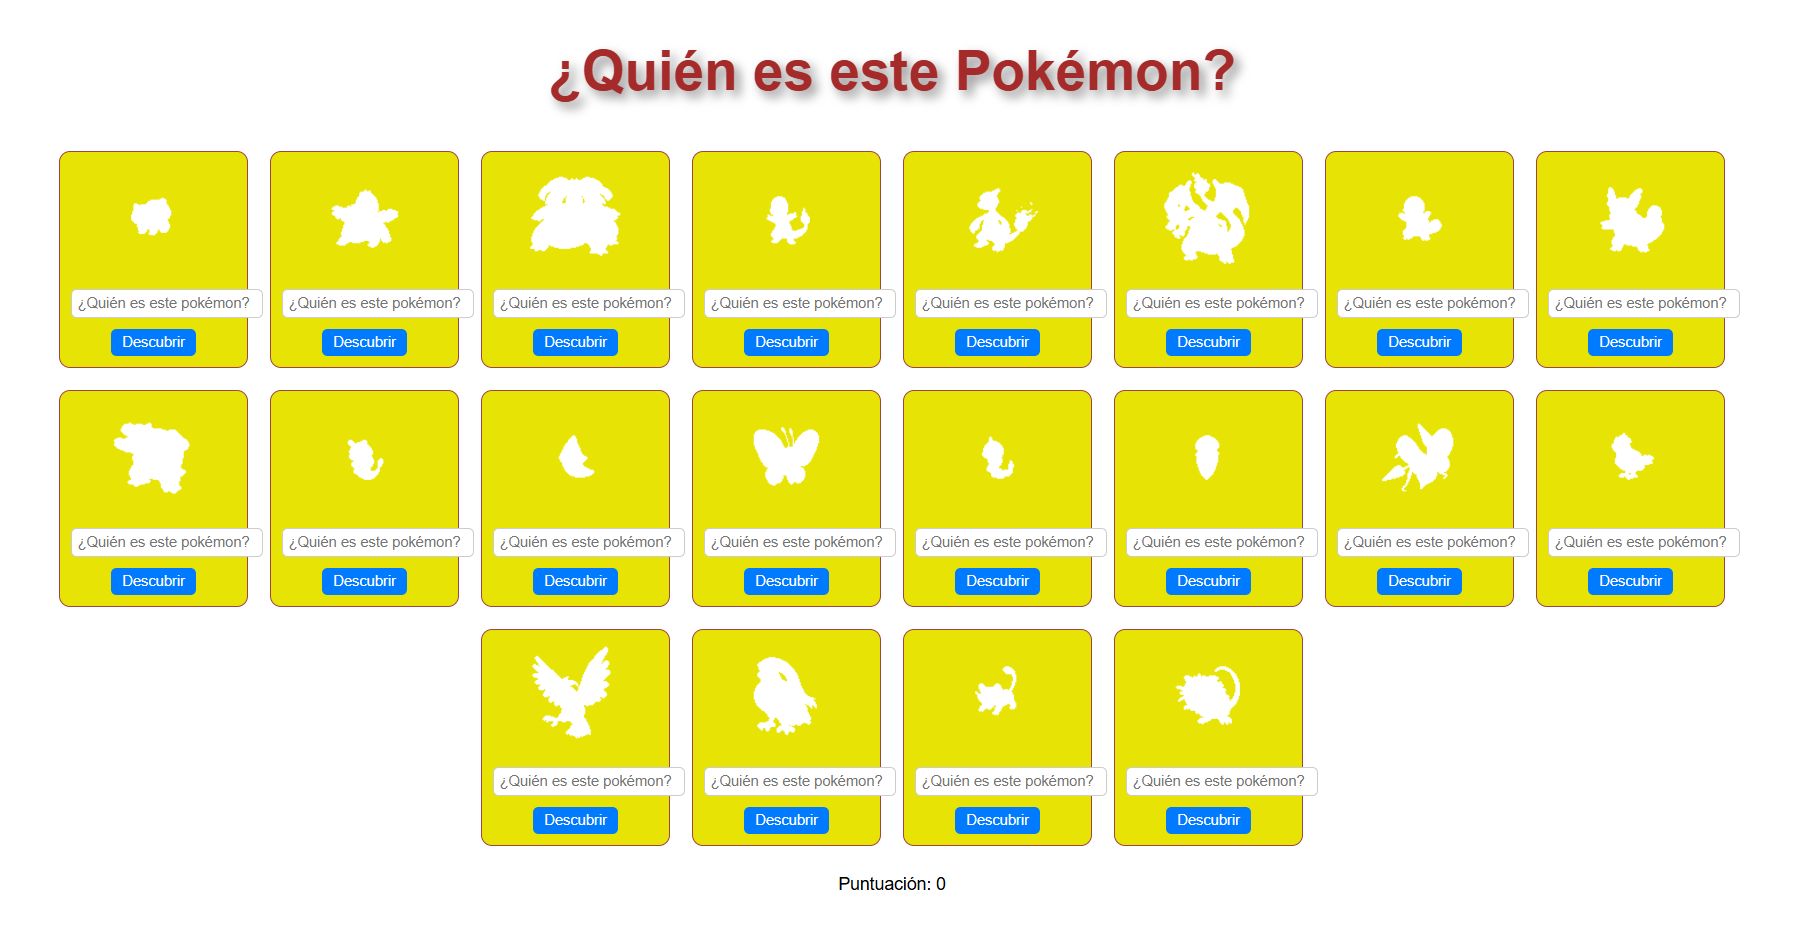 ¿Quién es este Pokémon?
¿Quién es este pokémon? ¿Quién es este pokémon? ¿Quién es este pokémon? ¿Quién es este pokémon? ¿Quién es este pokémon? ¿Quién es este pokémon? ¿Quién es este pokémon? ¿Quién es este pokémon?
Descubrir Descubrir Descubrir Descubrir Descubrir Descubrir Descubrir Descubrir
¿Quién es este pokémon? ¿Quién es este pokémon? ¿Quién es este pokémon? ¿Quién es este pokémon? ¿Quién es este pokémon? ¿Quién es este pokémon? ¿Quién es este pokémon? ¿Quién es este pokémon?
Descubrir Descubrir Descubrir Descubrir Descubrir Descubrir Descubrir Descubrir
¿Quién es este pokémon? ¿Quién es este pokémon? ¿Quién es este pokémon? ¿Quién es este pokémon?
Descubrir Descubrir Descubrir Descubrir
Puntuación: 0